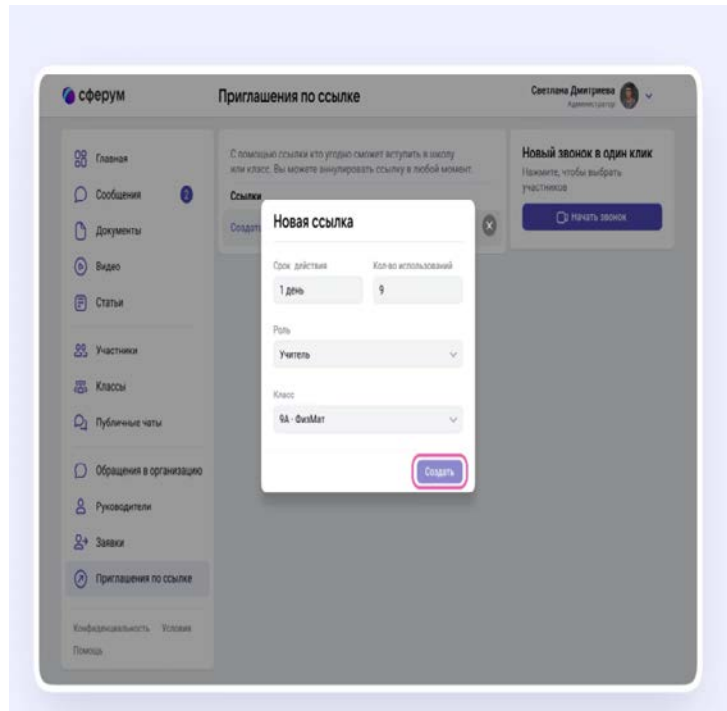 сферум
Приглашения по ссылке
Светлана Дмитриева
Администратор
Главная
Сообщения 2
Документы
Видео
Статьи
Участники
Классы
Публичные чаты
Обращения в организацию
Руководители
Заявки
Приглашения по ссылке
Конфиденциальность Условия
Помощь
С помощью ссылки кто угодно сможет вступить в школу
или класс. Вы можете аннулировать ссылку в любой момент.
Ссылки
Новая ссылка
Срок действия Кол-во использований
1 день 9
Роль
Учитель
Класс
9А - ФизМат
Создать
Новый звонок в один клик
Нажмите, чтобы выбрать
участников
Начать звонок